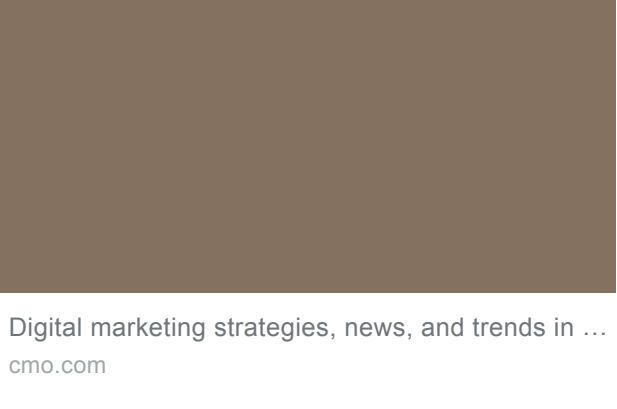 Digital marketing strategies, news, and trends in …
cmo.com